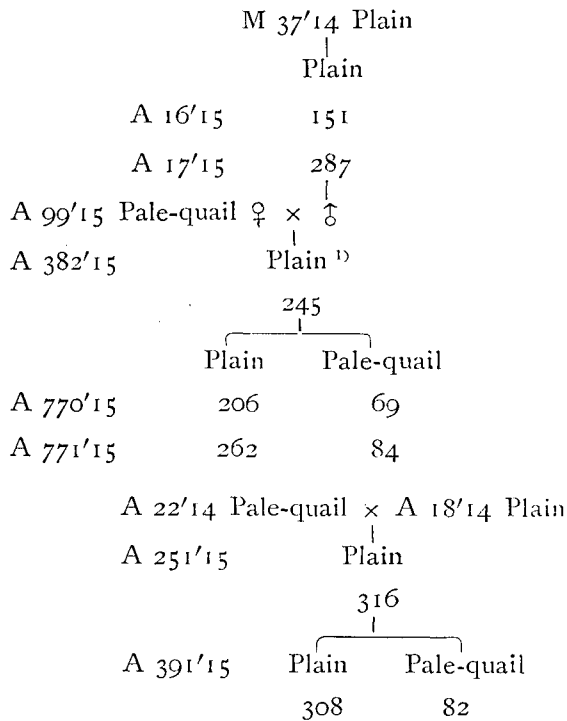 M 37'14 Plain
Plain
A 16'15 151
A 17'15 287
A 99'15 Pale-quail ♀ × ♂
A 382'15 Plain ¹⁾
245
Plain Pale-quail
A 770'15 206 69
A 771'15 262 84
A 22'14 Pale-quail × A 18'14 Plain
A 251'15 Plain
316
A 391'15 Plain Pale-quail
308 82